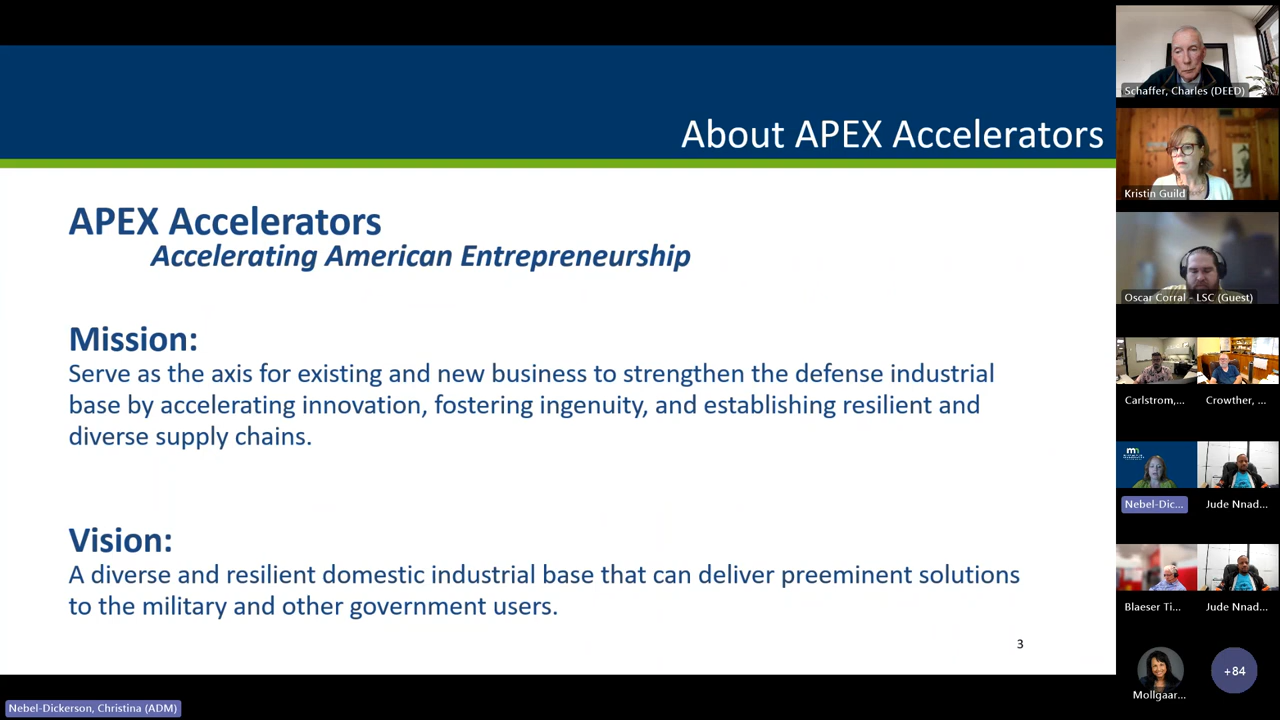 About APEX Accelerators
APEX Accelerators
Accelerating American Entrepreneurship
Mission:
Serve as the axis for existing and new business to strengthen the defense industrial
base by accelerating innovation, fostering ingenuity, and establishing resilient and
diverse supply chains.
Vision:
A diverse and resilient domestic industrial base that can deliver preeminent solutions
to the military and other government users.
3
Nebel-Dickerson, Christina (ADM)
Schaffer, Charles (DEED)
Kristin Guild
Oscar Corral - LSC (Guest)
Carlstrom,...
Crowther, ...
Nebel-Dic...
Jude Nnad...
Blaeser Ti...
Jude Nnad...
Mollgaar...
+84